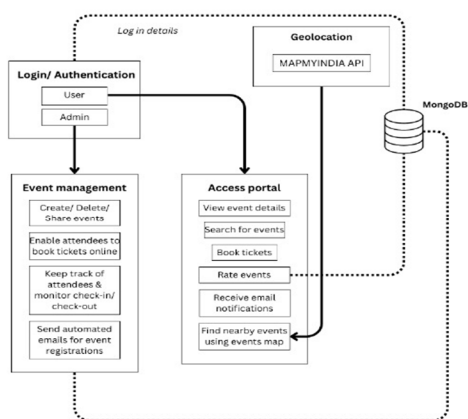 Log in details
Geolocation
MAPMYINDIA API
Login/ Authentication
User
Admin
MongoDB
Event management
Create/ Delete/
Share events
Enable attendees to
book tickets online
Keep track of
attendees &
monitor check-in/
check-out
Send automated
emails for event
registrations
Access portal
View event details
Search for events
Book tickets
Rate events
Receive email
notifications
Find nearby events
using events map